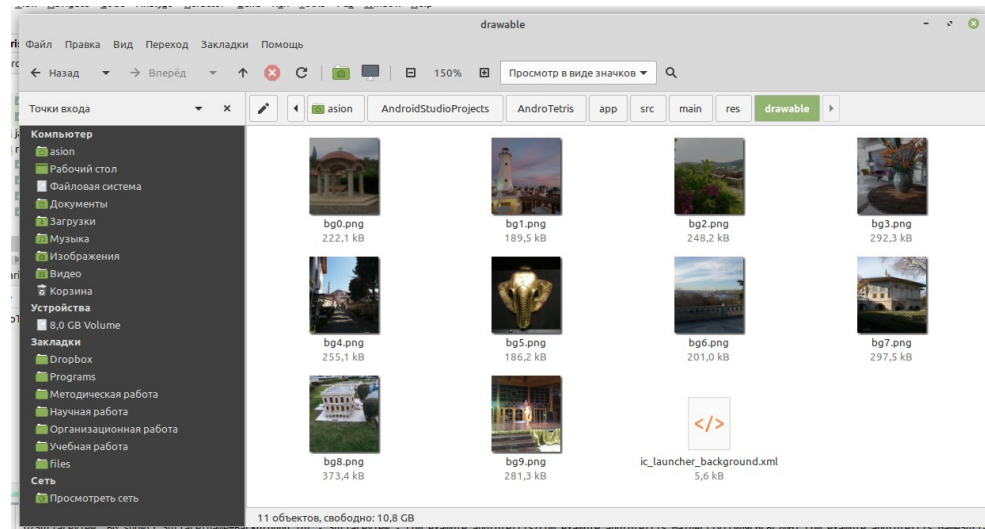 drawable
Файл Правка Вид Переход Закладки Помощь
Назад Вперёд 150% Просмотр в виде значков
Точки входа
asion AndroidStudioProjects AndroTetris app src main res drawable
Компьютер
asion
Рабочий стол
Файловая система
Документы
Загрузки
Музыка
Изображения
Видео
Корзина
Устройства
8,0 GB Volume
Закладки
Dropbox
Programs
Методическая работа
Научная работа
Организационная работа
Учебная работа
files
Сеть
Просмотреть сеть
bg0.png
222,1 kB
bg1.png
189,5 kB
bg2.png
248,2 kB
bg3.png
292,3 kB
bg4.png
255,1 kB
bg5.png
186,2 kB
bg6.png
201,0 kB
bg7.png
297,5 kB
bg8.png
373,4 kB
bg9.png
281,3 kB
</>
ic_launcher_background.xml
5,6 kB
11 объектов, свободно: 10,8 GB